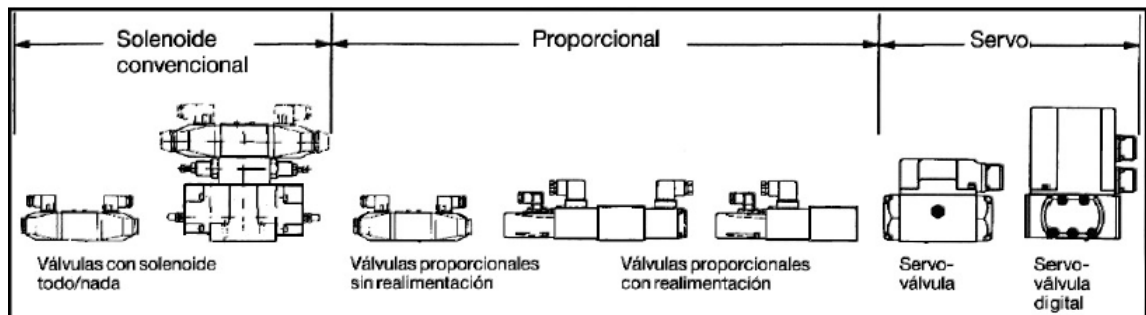 Solenoide
convencional
Proporcional
Servo
Válvulas con solenoide
todo/nada
Válvulas proporcionales
sin realimentación
Válvulas proporcionales
con realimentación
Servo-
válvula
Servo-
válvula
digital